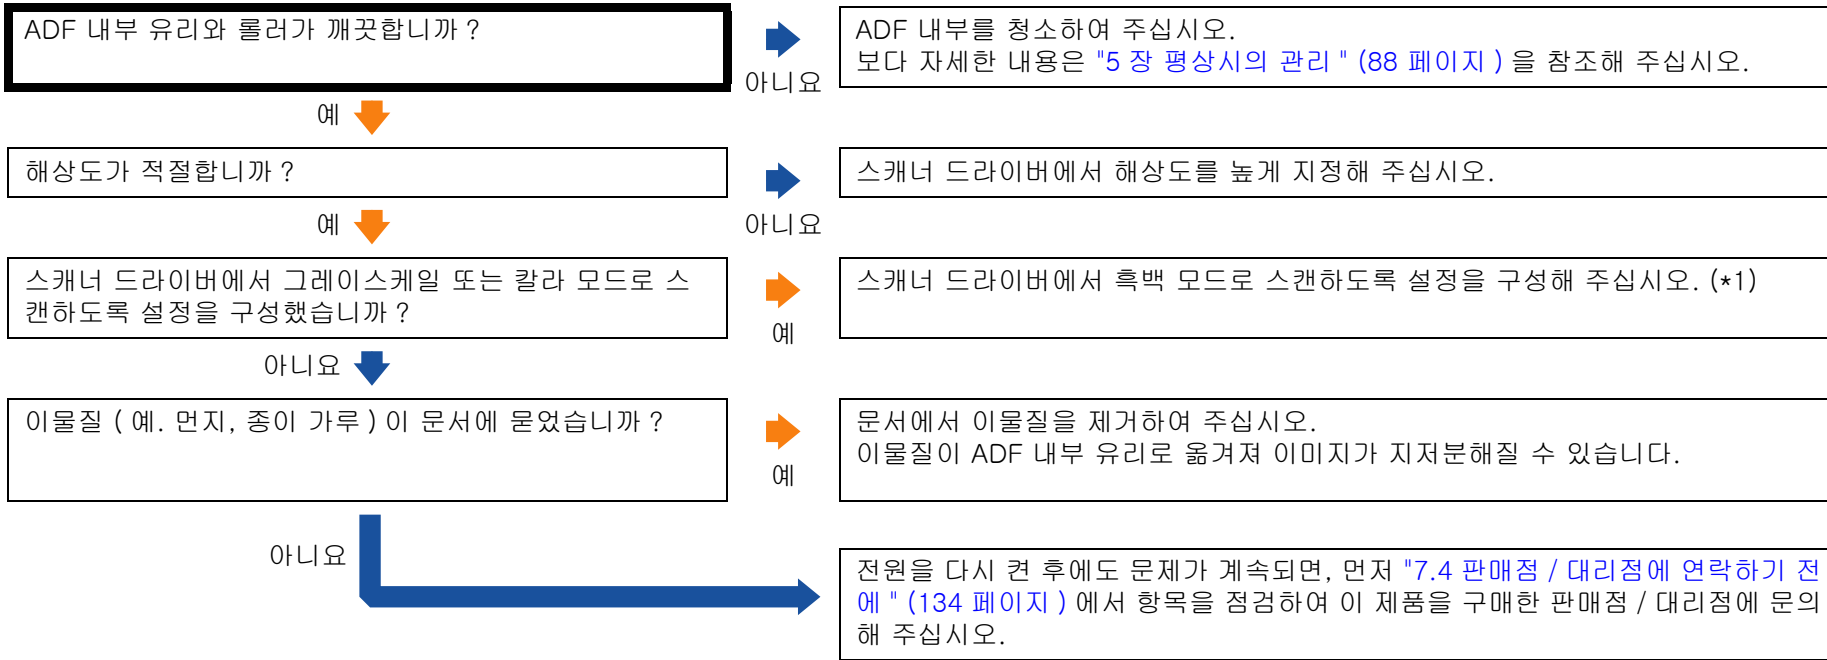 ADF 내부 유리와 롤러가 깨끗합니까 ?
아니요
ADF 내부를 청소하여 주십시오.
보다 자세한 내용은 "5 장 평상시의 관리 " (88 페이지 ) 을 참조해 주십시오.
예
해상도가 적절합니까 ?
아니요
스캐너 드라이버에서 해상도를 높게 지정해 주십시오.
예
스캐너 드라이버에서 그레이스케일 또는 칼라 모드로 스
캔하도록 설정을 구성했습니까 ?
예
스캐너 드라이버에서 흑백 모드로 스캔하도록 설정을 구성해 주십시오. (*1)
아니요
이물질 ( 예. 먼지, 종이 가루 ) 이 문서에 묻었습니까 ?
예
문서에서 이물질을 제거하여 주십시오.
이물질이 ADF 내부 유리로 옮겨져 이미지가 지저분해질 수 있습니다.
아니요
전원을 다시 켠 후에도 문제가 계속되면, 먼저 "7.4 판매점 / 대리점에 연락하기 전
에 " (134 페이지 ) 에서 항목을 점검하여 이 제품을 구매한 판매점 / 대리점에 문의
해 주십시오.